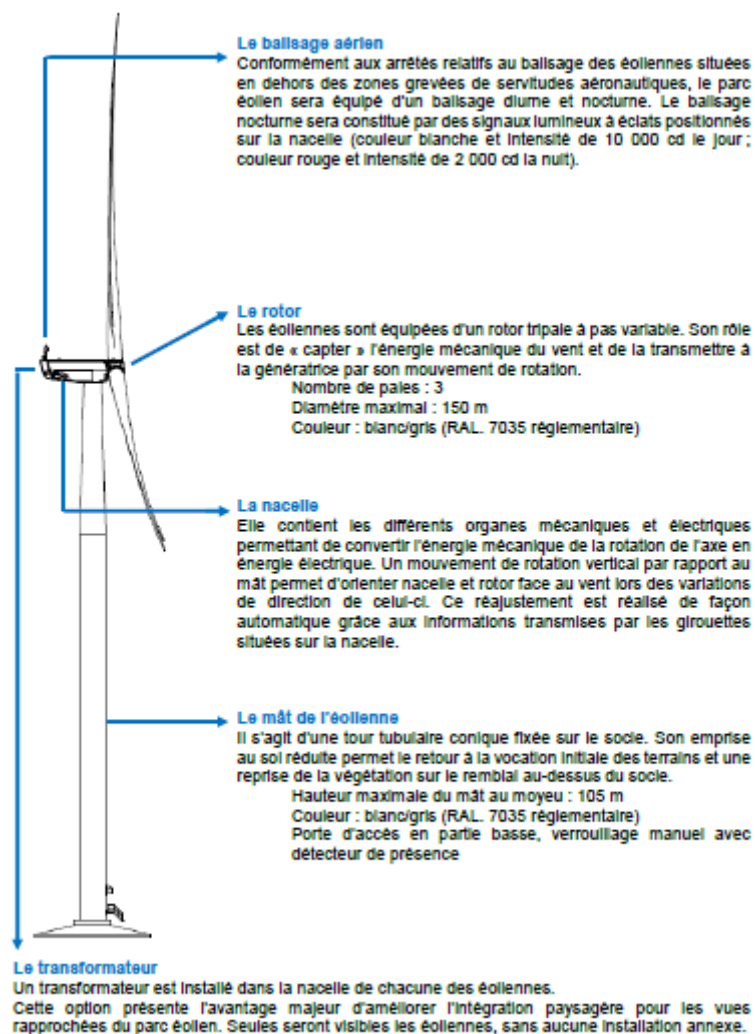 Le balisage aérien
Conformément aux arrêtés relatifs au balisage des éoliennes situées
en dehors des zones grevées de servitudes aéronautiques, le parc
éolien sera équipé d'un balisage diurne et nocturne. Le balisage
nocturne sera constitué par des signaux lumineux à éclats positionnés
sur la nacelle (couleur blanche et intensité de 10 000 cd le jour ;
couleur rouge et intensité de 2 000 cd la nuit).
Le rotor
Les éoliennes sont équipées d'un rotor tripale à pas variable. Son rôle
est de « capter » l'énergie mécanique du vent et de la transmettre à
la génératrice par son mouvement de rotation.
Nombre de pales : 3
Diamètre maximal : 150 m
Couleur : blanc/gris (RAL. 7035 réglementaire)
La nacelle
Elle contient les différents organes mécaniques et électriques
permettant de convertir l'énergie mécanique de la rotation de l'axe en
énergie électrique. Un mouvement de rotation vertical par rapport au
mât permet d'orienter nacelle et rotor face au vent lors des variations
de direction de celui-ci. Ce réajustement est réalisé de façon
automatique grâce aux informations transmises par les girouettes
situées sur la nacelle.
Le mât de l'éolienne
Il s'agit d'une tour tubulaire conique fixée sur le socle. Son emprise
au sol réduite permet le retour à la vocation initiale des terrains et une
reprise de la végétation sur le remblai au-dessus du socle.
Hauteur maximale du mât au moyeu : 105 m
Couleur : blanc/gris (RAL. 7035 réglementaire)
Porte d'accès en partie basse, verrouillage manuel avec
détecteur de présence
Le transformateur
Un transformateur est installé dans la nacelle de chacune des éoliennes.
Cette option présente l'avantage majeur d'améliorer l'intégration paysagère pour les vues
rapprochées du parc éolien. Seules seront visibles les éoliennes, sans aucune installation annexe.